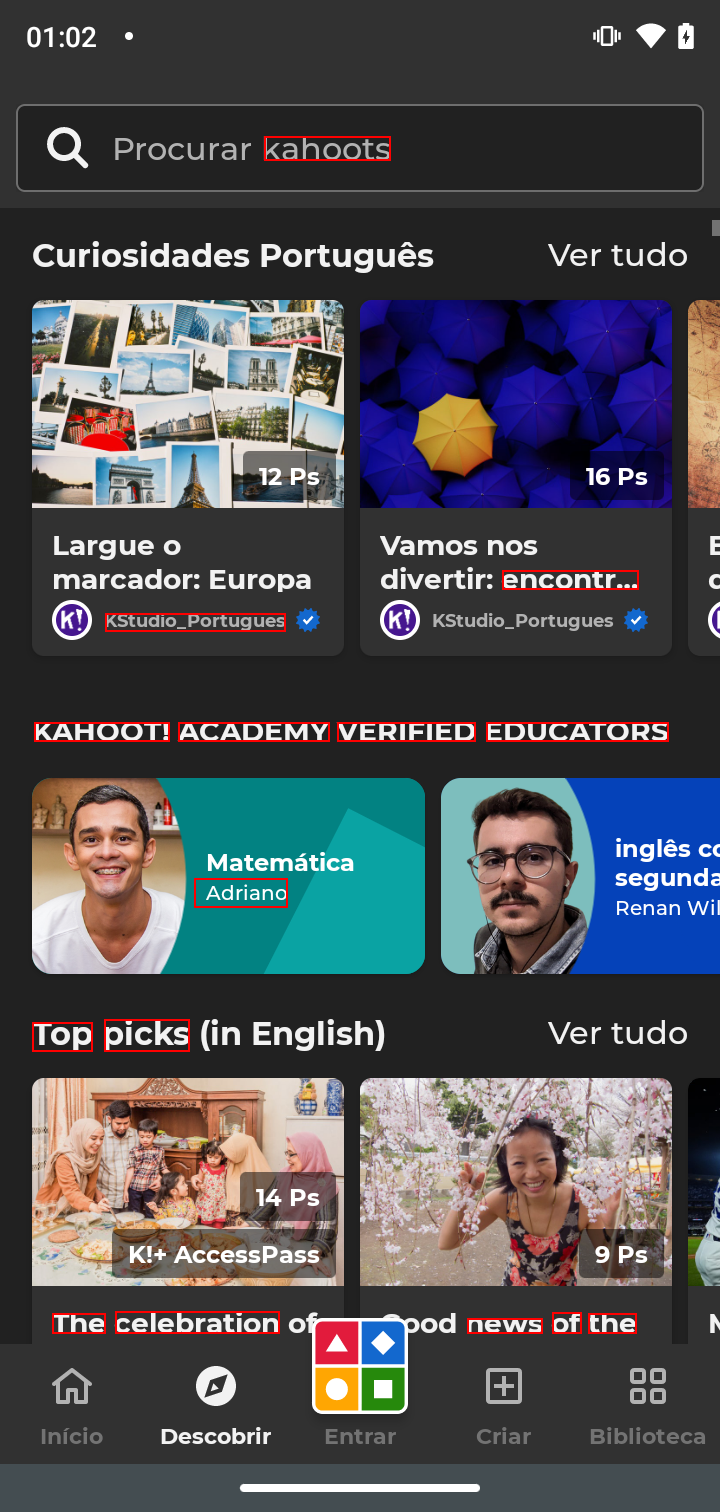 01:02
Procurar kahoots
Curiosidades Português
Ver tudo
12 Ps
16 Ps
Largue o
marcador: Europa
KStudio_Portugues
Vamos nos
divertir: encontr...
KStudio_Portugues
KAHOOT! ACADEMY VERIFIED EDUCATORS
Matemática
Adriano
inglês co
segunda
Renan Wil
Top picks (in English)
Ver tudo
14 Ps
K!+ AccessPass
9 Ps
The celebration of
Good news of the
Início
Descobrir
Entrar
Criar
Biblioteca